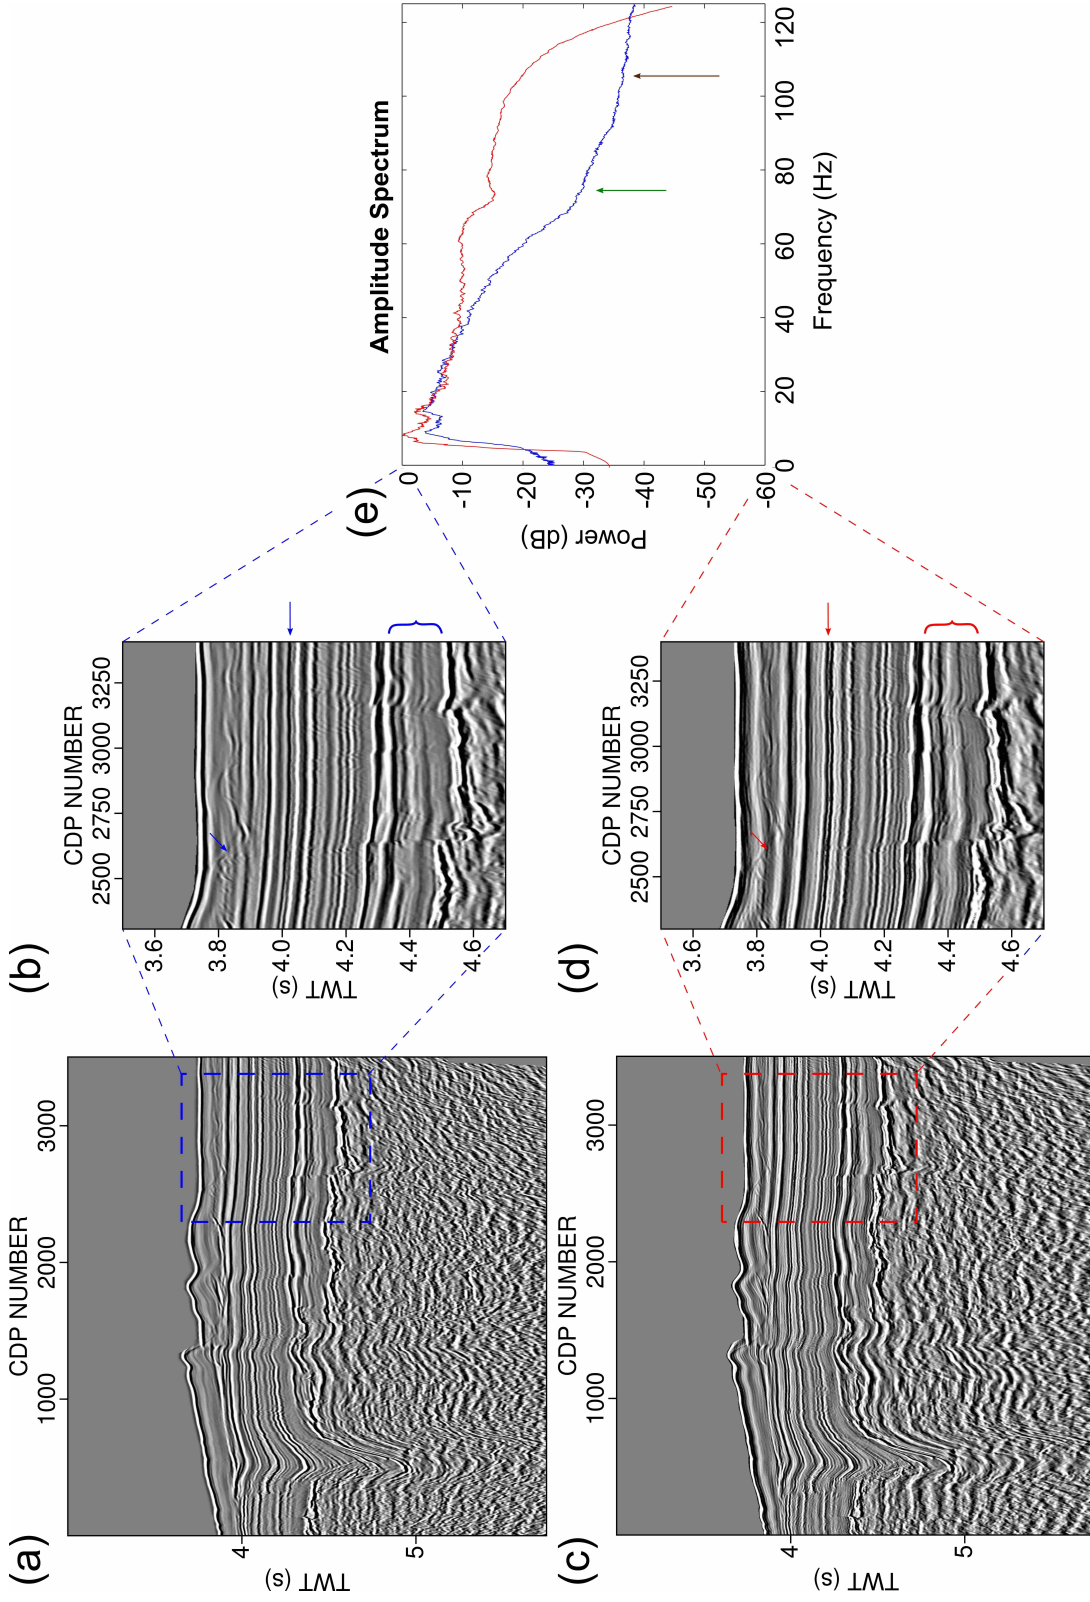 (a)
CDP NUMBER
1000 2000 3000
TWT (s)
4
5
(b)
CDP NUMBER
2500 2750 3000 3250
TWT (s)
3.6
3.8
4.0
4.2
4.4
4.6
(c)
CDP NUMBER
1000 2000 3000
TWT (s)
4
5
(d)
CDP NUMBER
2500 2750 3000 3250
TWT (s)
3.6
3.8
4.0
4.2
4.4
4.6
(e)
Amplitude Spectrum
Power (dB)
0
-10
-20
-30
-40
-50
-60
0 20 40 60 80 100 120
Frequency (Hz)